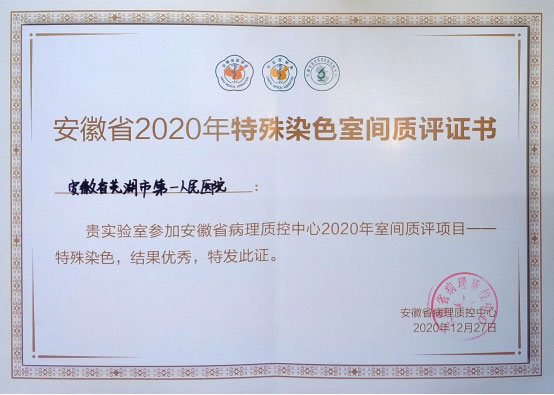 安徽省2020年特殊染色室间质评证书
安徽省芜湖市第一人民医院：
贵实验室参加安徽省病理质控中心2020年室间质评项目——
特殊染色，结果优秀，特发此证。
安徽省病理质控中心
2020年12月27日